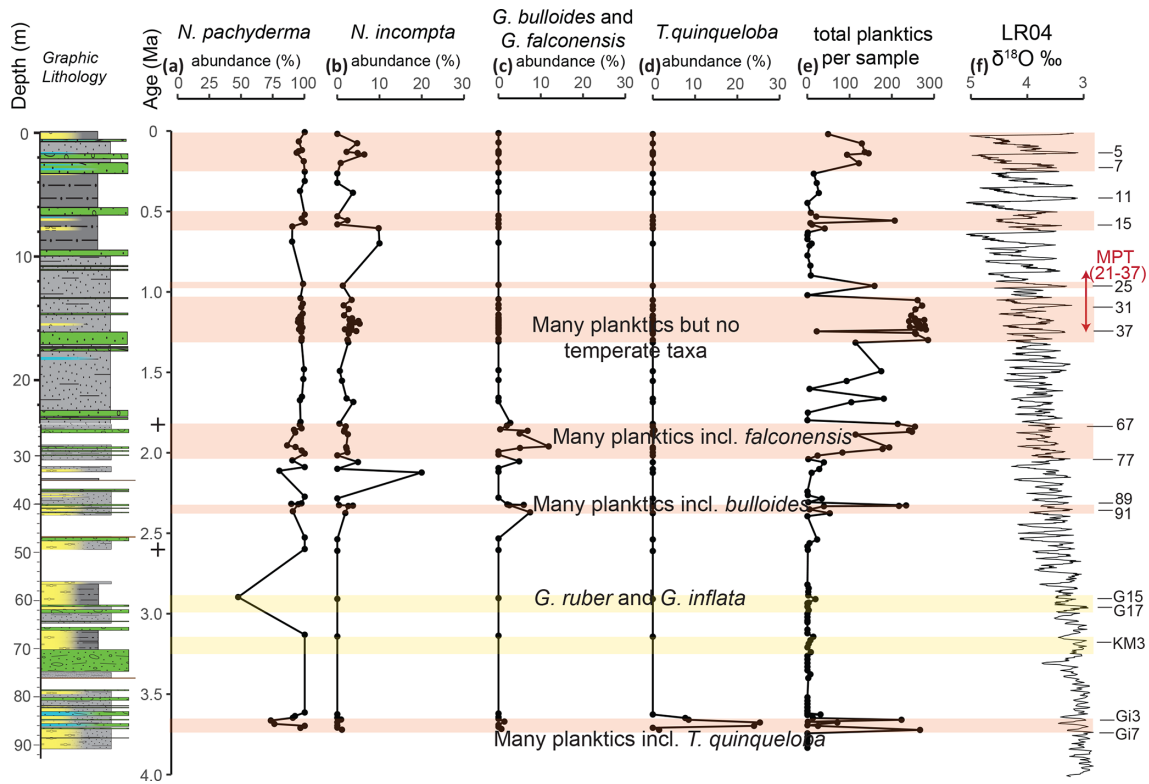 Depth (m)
Graphic
Lithology
Age (Ma)
N. pachyderma
(a) abundance (%)
0 25 50 75 100
N. incompta
(b) abundance (%)
0 10 20 30
G. bulloides and
G. falconensis
(c) abundance (%)
0 10 20 30
T.quinqueloba
(d) abundance (%)
0 10 20 30
total planktics
(e) per sample
0 100 200 300
LR04
(f) δ18O ‰
5 4 3
0
10
20
30
40
50
60
70
80
90
0
0.5
1.0
1.5
+
2.0
2.5
+
3.0
3.5
4.0
Many planktics but no
temperate taxa
Many planktics incl. falconensis
Many planktics incl. bulloides
G. ruber and G. inflata
Many planktics incl. T. quinqueloba
5
7
11
15
MPT
(21-37)
25
31
37
67
77
89
91
G15
G17
KM3
Gi3
Gi7